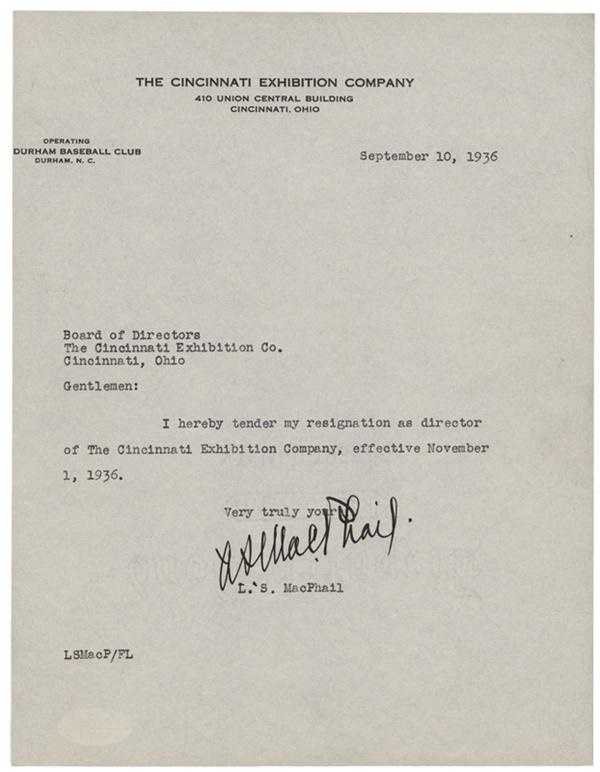 THE CINCINNATI EXHIBITION COMPANY
410 UNION CENTRAL BUILDING
CINCINNATI, OHIO
OPERATING
DURHAM BASEBALL CLUB
DURHAM, N. C.
September 10, 1936
Board of Directors
The Cincinnati Exhibition Co.
Cincinnati, Ohio
Gentlemen:
I hereby tender my resignation as director
of The Cincinnati Exhibition Company, effective November
1, 1936.
Very truly yours,
L S MacPhail.
L. S. MacPhail
LSMacP/FL